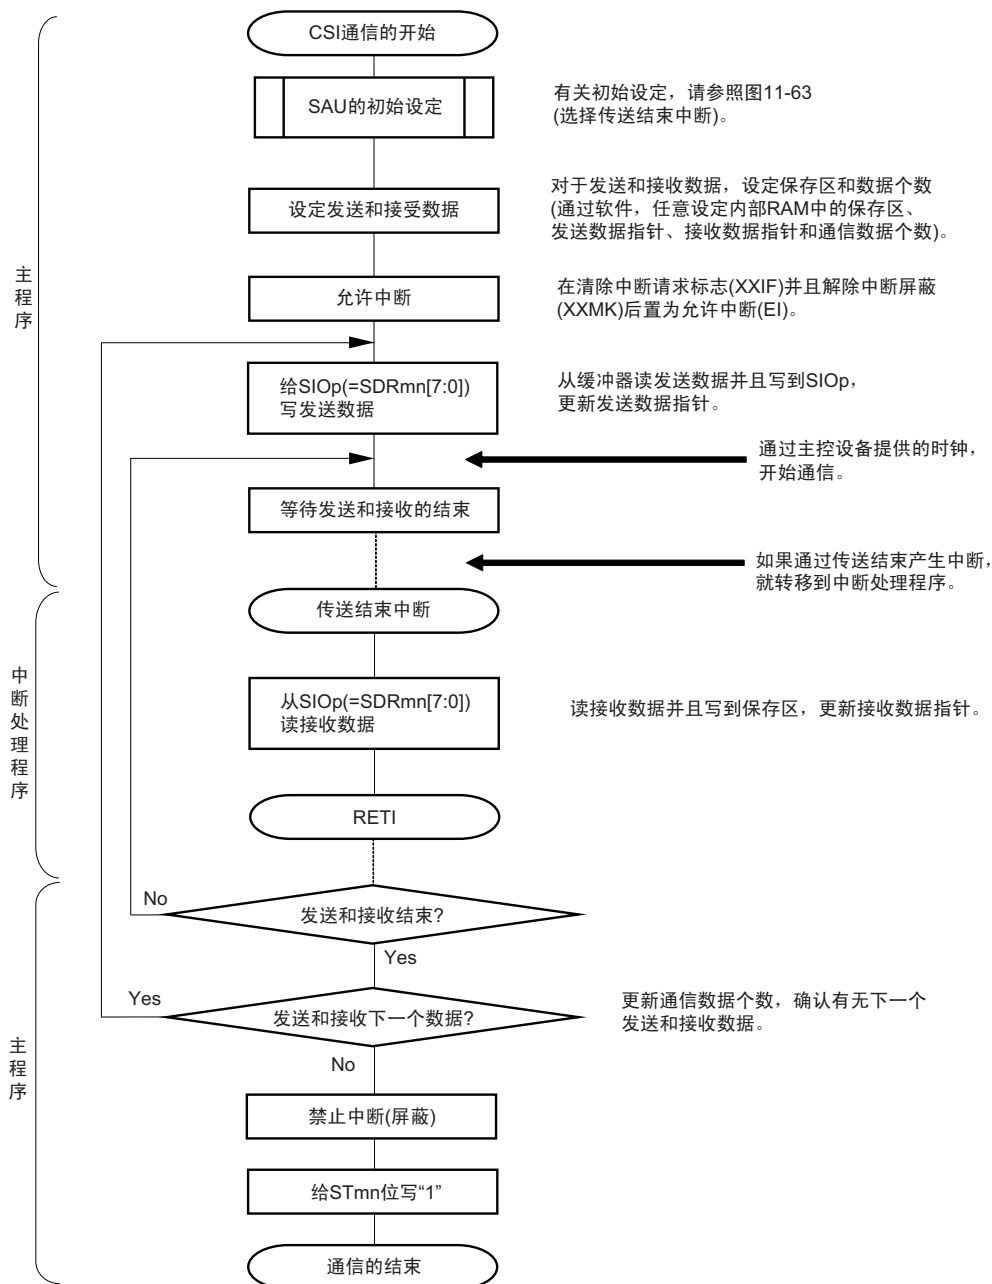 CSI通信的开始
SAU的初始设定
有关初始设定，请参照图11-63
(选择传送结束中断)。
设定发送和接受数据
对于发送和接收数据，设定保存区和数据个数
(通过软件，任意设定内部RAM中的保存区、
发送数据指针、接收数据指针和通信数据个数)。
主程序
允许中断
在清除中断请求标志(XXIF)并且解除中断屏蔽
(XXMK)后置为允许中断(EI)。
给SIOp(=SDRmn[7:0])
写发送数据
从缓冲器读发送数据并且写到SIOp，
更新发送数据指针。
通过主控设备提供的时钟，
开始通信。
等待发送和接收的结束
如果通过传送结束产生中断，
就转移到中断处理程序。
传送结束中断
中断处理程序
从SIOp(=SDRmn[7:0])
读接收数据
读接收数据并且写到保存区，更新接收数据指针。
RETI
No
发送和接收结束?
Yes
Yes
发送和接收下一个数据?
更新通信数据个数，确认有无下一个
发送和接收数据。
No
主程序
禁止中断(屏蔽)
给STmn位写“1”
通信的结束